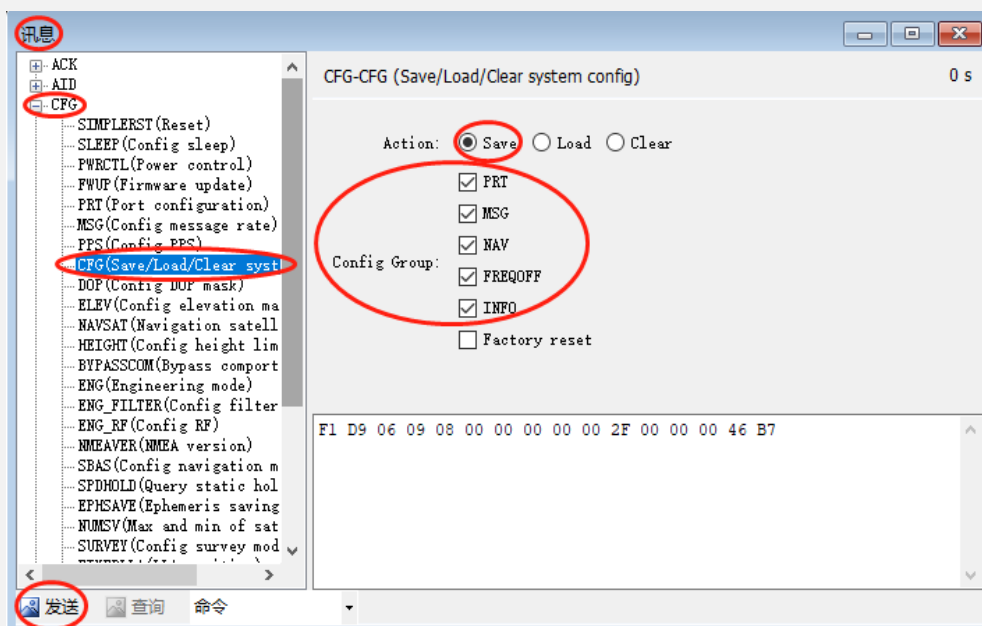 讯息
ACK
AID
CFG
SIMPLERST(Reset)
SLEEP(Config sleep)
PWRCTL(Power control)
FWUP(Firmware update)
PRT(Port configuration)
MSG(Config message rate)
PPS(Config PPS)
CFG(Save/Load/Clear syst
DOP(Config DOP mask)
ELEV(Config elevation ma
NAVSAT(Navigation satell
HEIGHT(Config height lim
BYPASSCOM(Bypass comport
ENG(Engineering mode)
ENG_FILTER(Config filter
ENG_RF(Config RF)
NMEAVER(NMEA version)
SBAS(Config navigation m
SPDHOLD(Query static hol
EPHSAVE(Ephemeris saving
NUMSV(Max and min of sat
SURVEY(Config survey mod
CFG-CFG (Save/Load/Clear system config) 0 s
Action: Save Load Clear
PRT
MSG
NAV
Config Group:
FREQOFF
INFO
Factory reset
F1 D9 06 09 08 00 00 00 00 00 2F 00 00 00 46 B7
发送 查询 命令